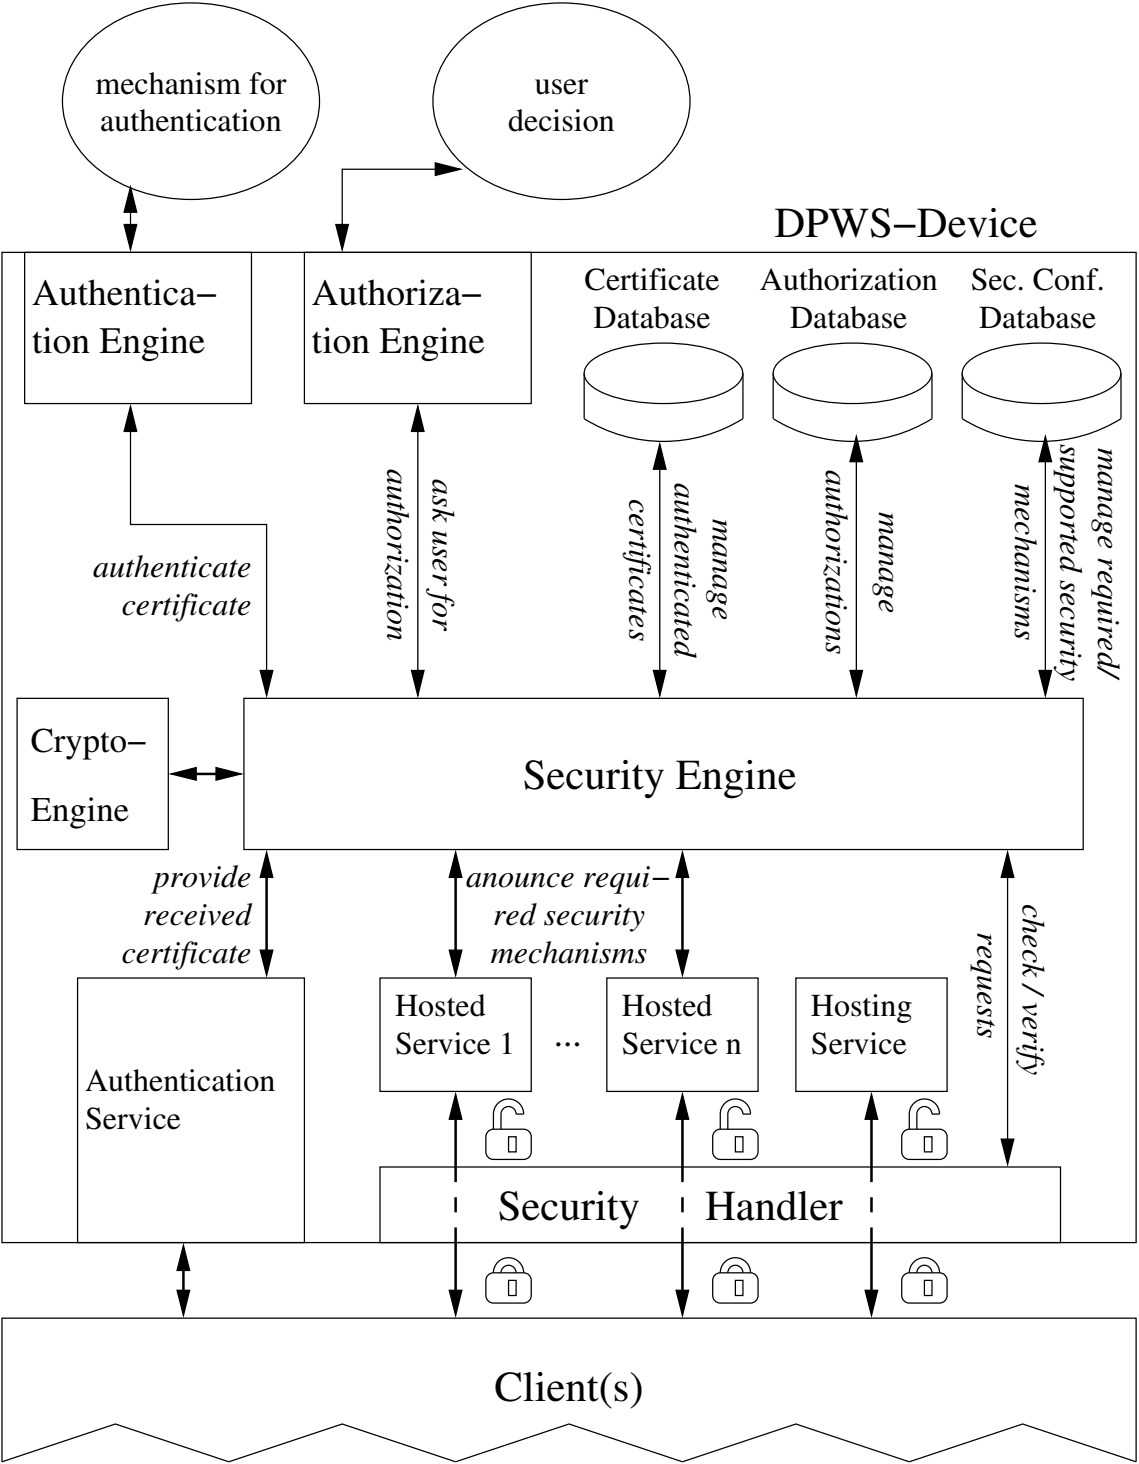 mechanism for
authentication
user
decision
DPWS–Device
Authentica–
tion Engine
Authoriza–
tion Engine
Certificate
Database
Authorization
Database
Sec. Conf.
Database
authenticate
certificate
ask user for
authorization
manage
authenticated
certificates
manage
authorizations
manage required/
supported security
mechanisms
Crypto–
Engine
Security Engine
provide
received
certificate
anounce requi–
red security
mechanisms
check / verify
requests
Authentication
Service
Hosted
Service 1
...
Hosted
Service n
Hosting
Service
Security Handler
Client(s)